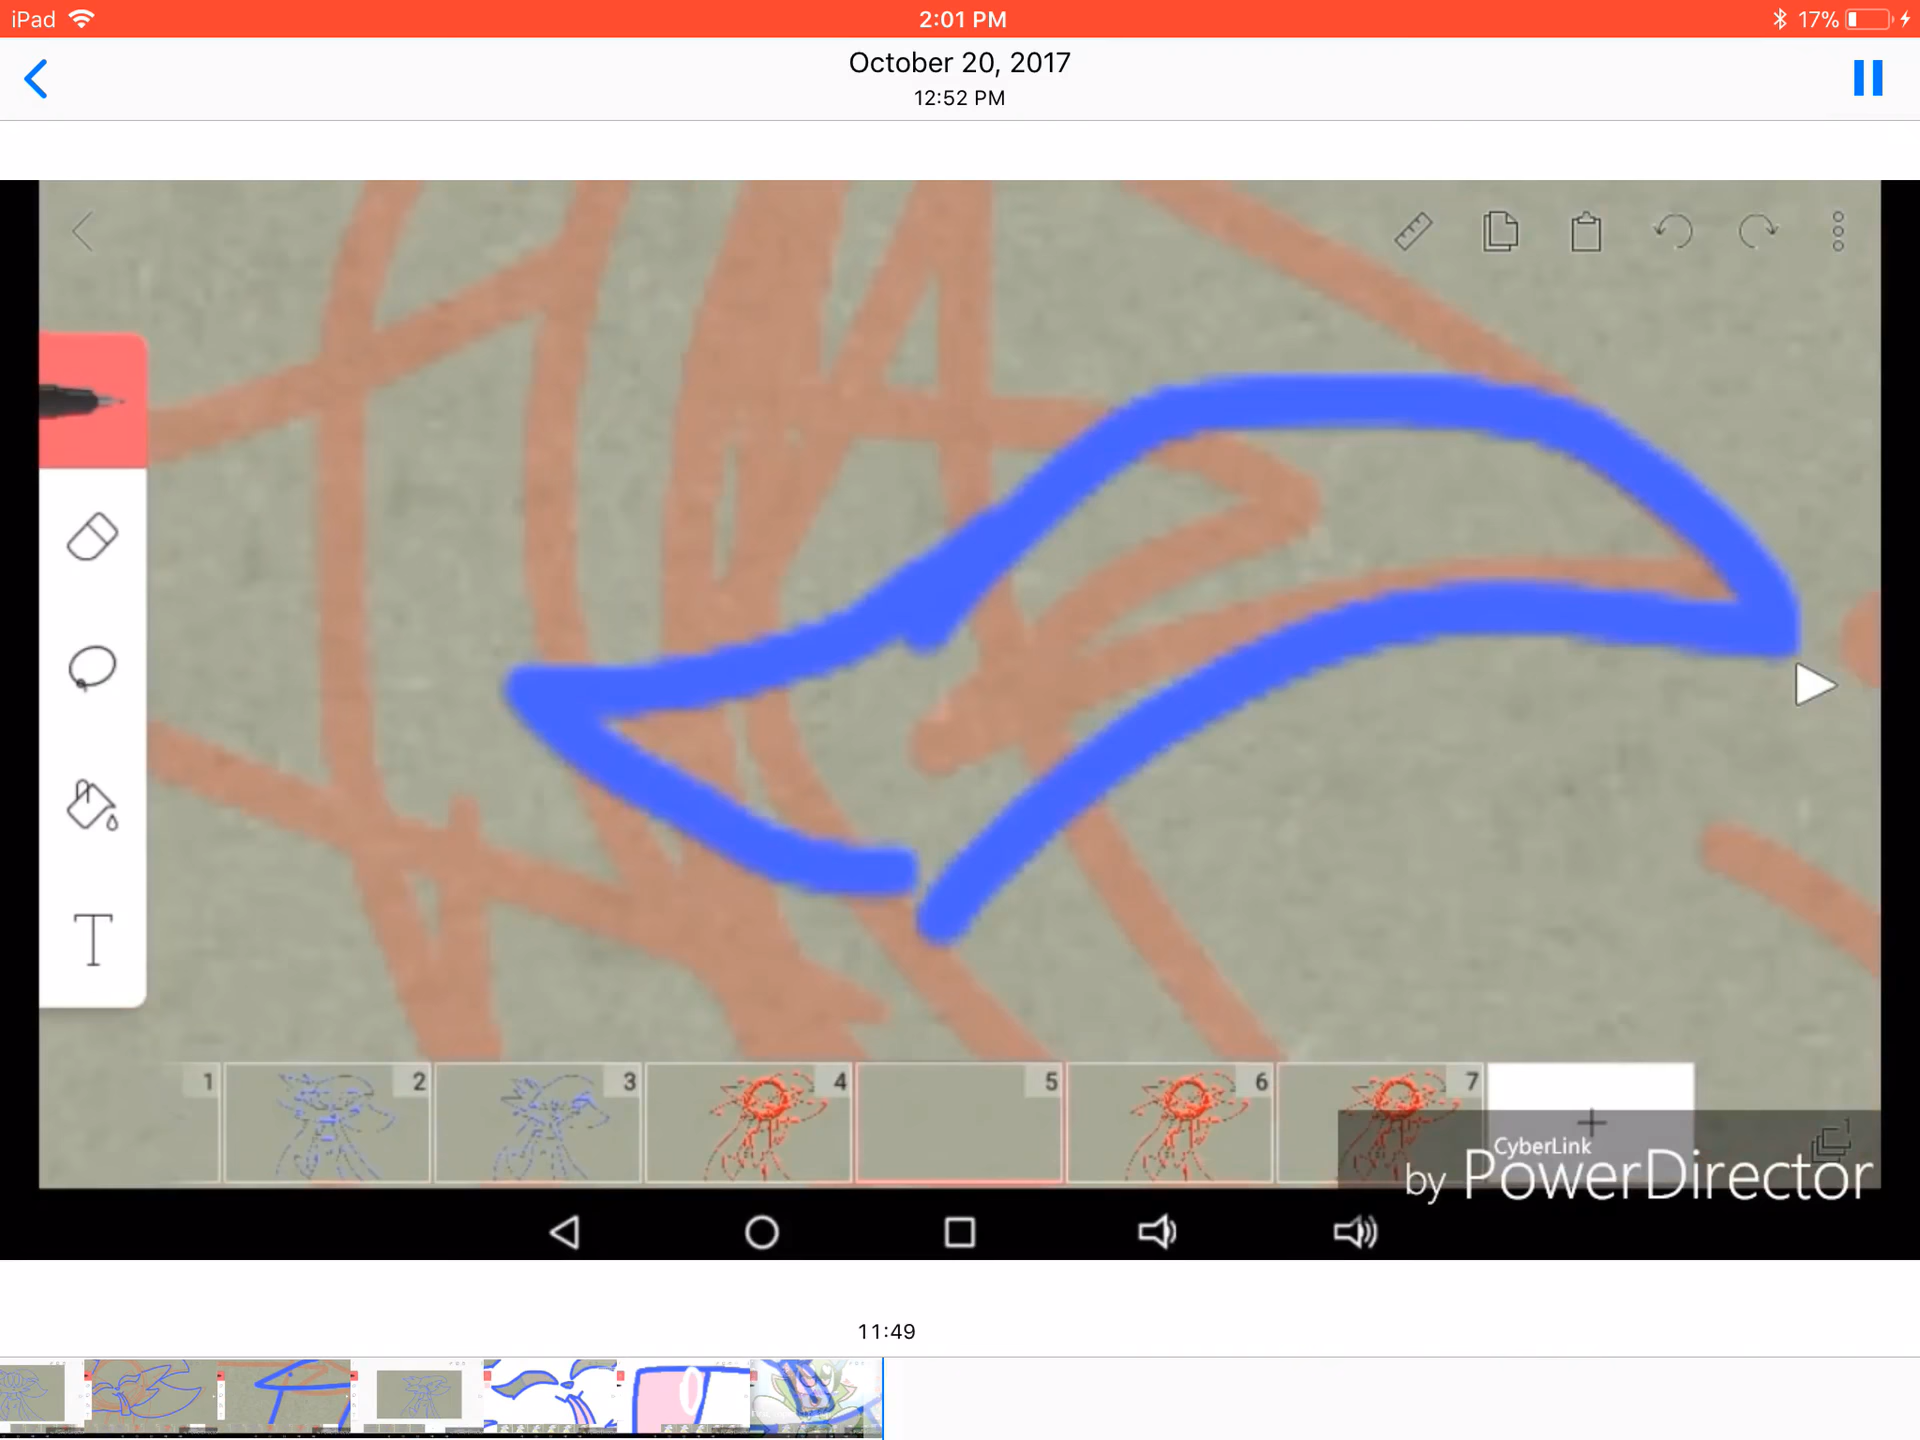 iPad 2:01 PM 17%
October 20, 2017
12:52 PM
T
1 2 3 4 5 6 7
CyberLink
by PowerDirector
11:49